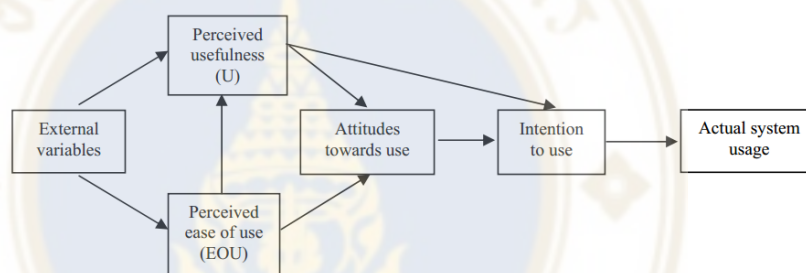 Perceived
usefulness
(U)
External
variables
Attitudes
towards use
Intention
to use
Actual system
usage
Perceived
ease of use
(EOU)